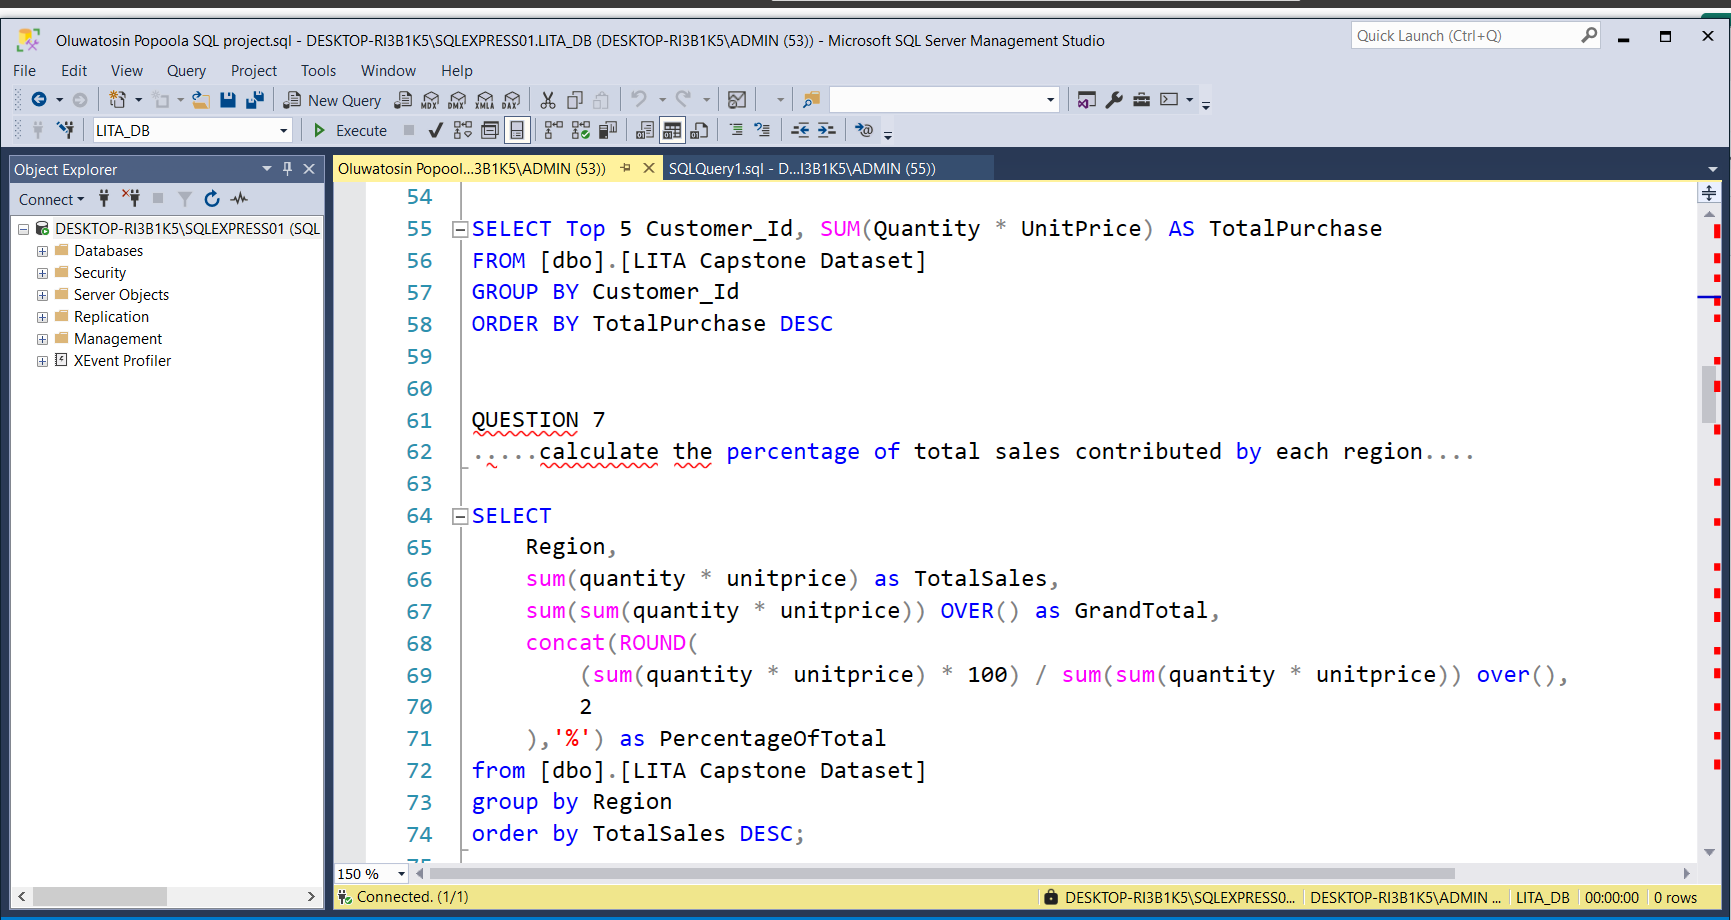 Oluwatosin Popoola SQL project.sql - DESKTOP-RI3B1K5\SQLEXPRESS01.LITA_DB (DESKTOP-RI3B1K5\ADMIN (53)) - Microsoft SQL Server Management Studio
Quick Launch (Ctrl+Q)
File Edit View Query Project Tools Window Help
New Query MDX DMX XMLA DAX
LITA_DB Execute
Object Explorer
Oluwatosin Popool...3B1K5\ADMIN (53)) SQLQuery1.sql - D...I3B1K5\ADMIN (55))
Connect
DESKTOP-RI3B1K5\SQLEXPRESS01 (SQL
Databases
Security
Server Objects
Replication
Management
XEvent Profiler
54
55 SELECT Top 5 Customer_Id, SUM(Quantity * UnitPrice) AS TotalPurchase
56 FROM [dbo].[LITA Capstone Dataset]
57 GROUP BY Customer_Id
58 ORDER BY TotalPurchase DESC
59
60
61 QUESTION 7
62 .....calculate the percentage of total sales contributed by each region....
63
64 SELECT
65 Region,
66 sum(quantity * unitprice) as TotalSales,
67 sum(sum(quantity * unitprice)) OVER() as GrandTotal,
68 concat(ROUND(
69 (sum(quantity * unitprice) * 100) / sum(sum(quantity * unitprice)) over(),
70 2
71 ),'%') as PercentageOfTotal
72 from [dbo].[LITA Capstone Dataset]
73 group by Region
74 order by TotalSales DESC;
150 %
Connected. (1/1) DESKTOP-RI3B1K5\SQLEXPRESS0... DESKTOP-RI3B1K5\ADMIN ... LITA_DB 00:00:00 0 rows